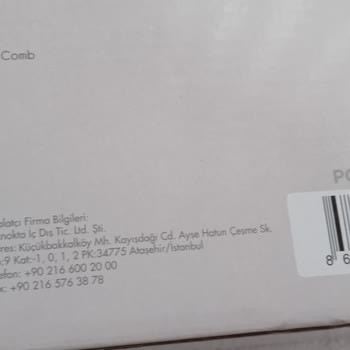 Comb
PO
alatçı Firma Bilgileri:
nokta İç Dış Tic. Ltd. Şti.
res: Küçükbakkalköy Mh. Kayışdağı Cd. Ayşe Hatun Çeşme Sk.
:9 Kat:-1, 0, 1, 2 PK:34775 Ataşehir/İstanbul
efon: +90 216 600 20 00
x: +90 216 576 38 78
8 6